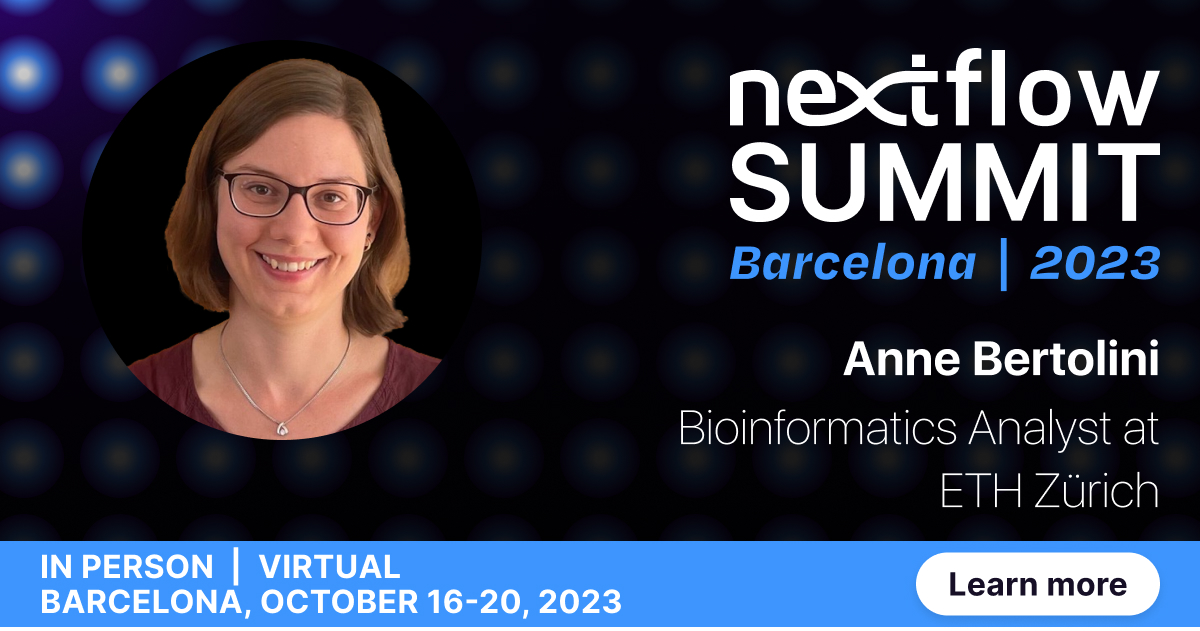 nextflow
SUMMIT
Barcelona | 2023
Anne Bertolini
Bioinformatics Analyst at
ETH Zürich
IN PERSON | VIRTUAL
BARCELONA, OCTOBER 16-20, 2023
Learn more